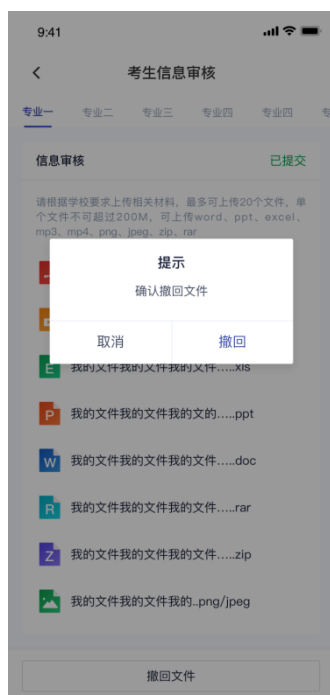 9:41
考生信息审核
专业一 专业二 专业三 专业四 专业四
信息审核 已提交
请根据学校要求上传相关材料，最多可上传20个文件，单
个文件不可超过200M，可上传word、ppt、excel、
mp3、mp4、png、jpeg、zip、rar
提示
确认撤回文件
取消 撤回
E 我的文件我的文件我的文件.....xls
P 我的文件我的文件我的文的.....ppt
W 我的文件我的文件我的文件.....doc
R 我的文件我的文件我的文件.....rar
Z 我的文件我的文件我的文件.....zip
我的文件我的文件我的..png/jpeg
撤回文件